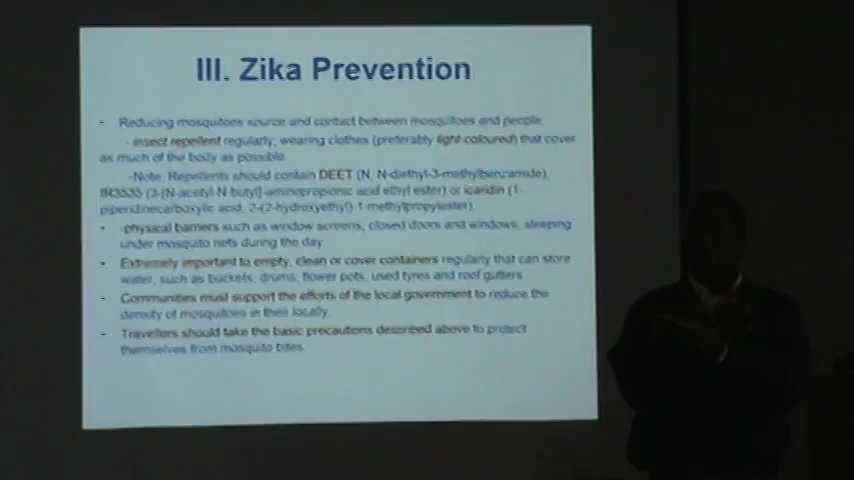 III. Zika Prevention
- Reducing mosquitoes source and contact between mosquitoes and people
- insect repellent regularly; wearing clothes (preferably light-coloured) that cover
as much of the body as possible
-Note. Repellents should contain DEET (N, N-diethyl-3-methylbenzamide),
IR3535 (3-[N-acetyl-N-butyl]-aminopropionic acid ethyl ester) or icaridin (1-
piperidinecarboxylic acid, 2-(2-hydroxyethyl)-1-methylpropylester)
• -physical barriers such as window screens, closed doors and windows; sleeping
under mosquito nets during the day
• Extremely important to empty, clean or cover containers regularly that can store
water, such as buckets, drums, flower pots, used tyres and roof gutters.
• Communities must support the efforts of the local government to reduce the
density of mosquitoes in their locally
- Travellers should take the basic precautions described above to protect
themselves from mosquito bites.